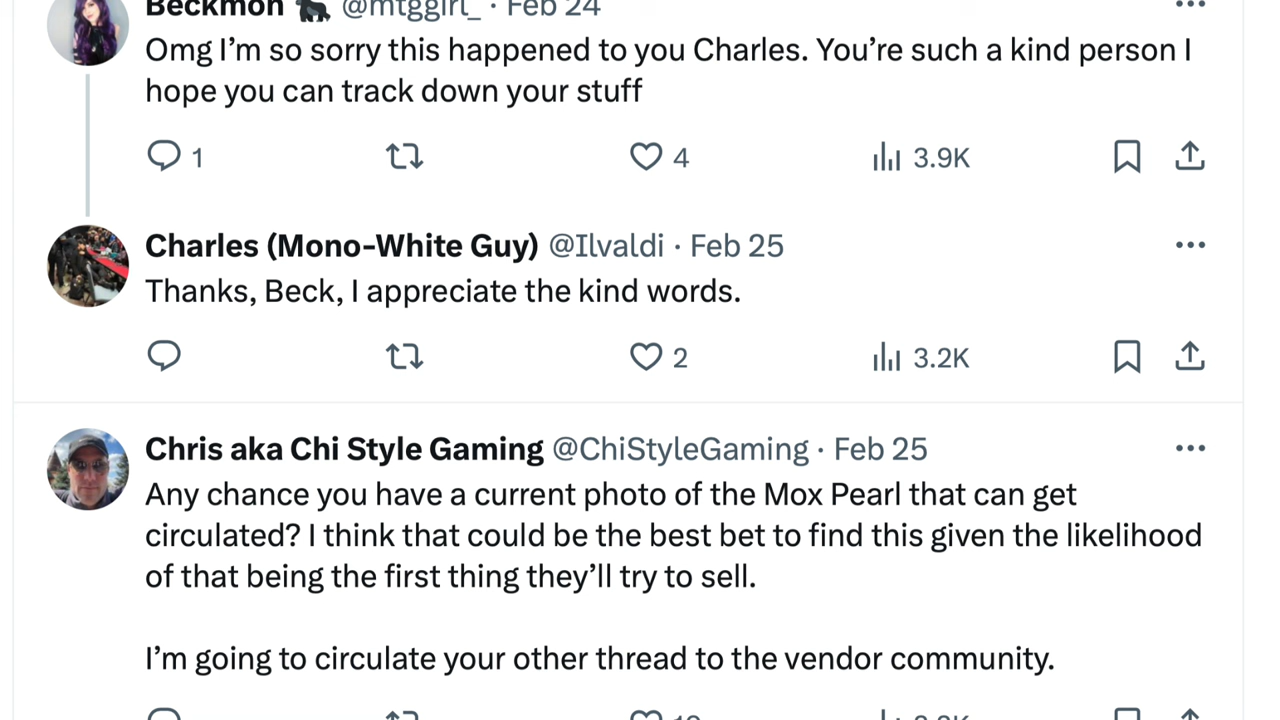 Beckmon 🦍 @mtggirl_ · Feb 24
Omg I’m so sorry this happened to you Charles. You’re such a kind person I
hope you can track down your stuff
1 4 3.9K
Charles (Mono-White Guy) @Ilvaldi · Feb 25
Thanks, Beck, I appreciate the kind words.
2 3.2K
Chris aka Chi Style Gaming @ChiStyleGaming · Feb 25
Any chance you have a current photo of the Mox Pearl that can get
circulated? I think that could be the best bet to find this given the likelihood
of that being the first thing they’ll try to sell.
I’m going to circulate your other thread to the vendor community.